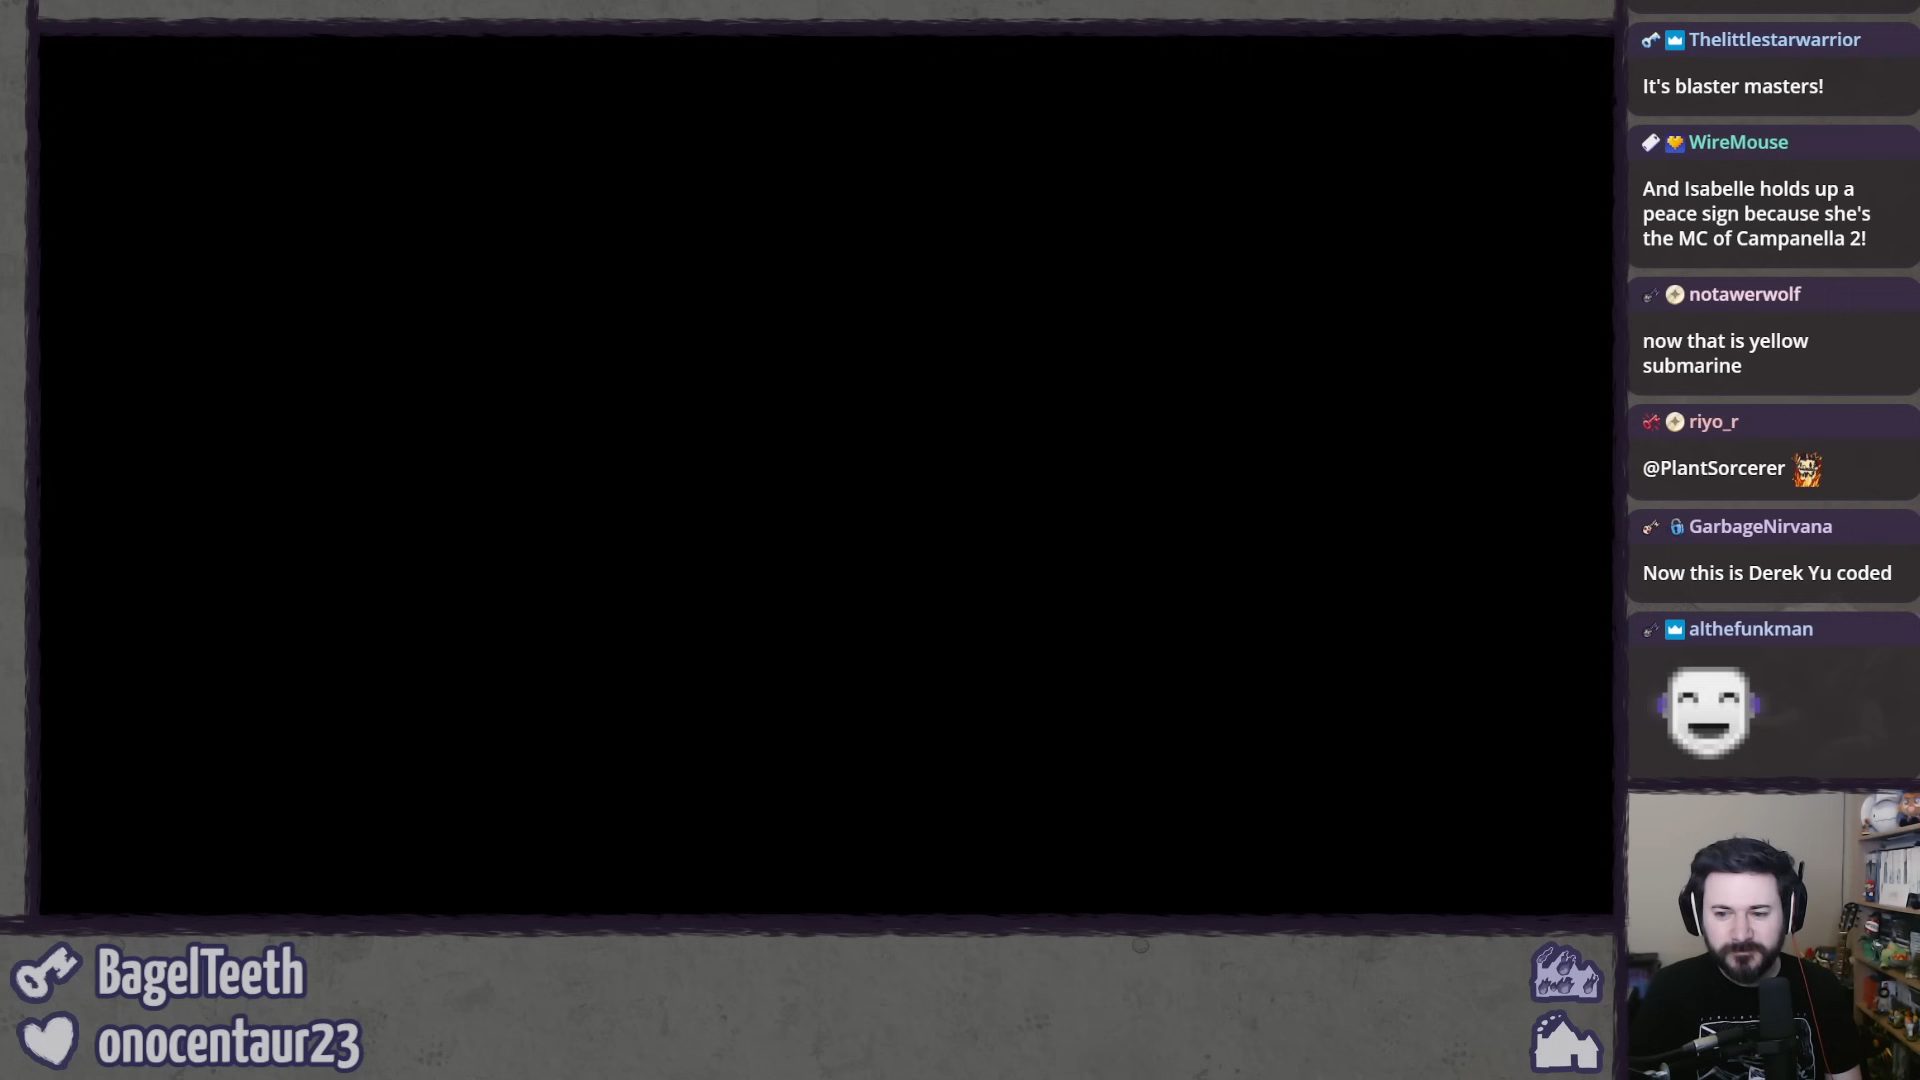 Thelittlestarwarrior
It's blaster masters!
WireMouse
And Isabelle holds up a
peace sign because she's
the MC of Campanella 2!
notawerwolf
now that is yellow
submarine
riyo_r
@PlantSorcerer
GarbageNirvana
Now this is Derek Yu coded
althefunkman
BagelTeeth
onocentaur23